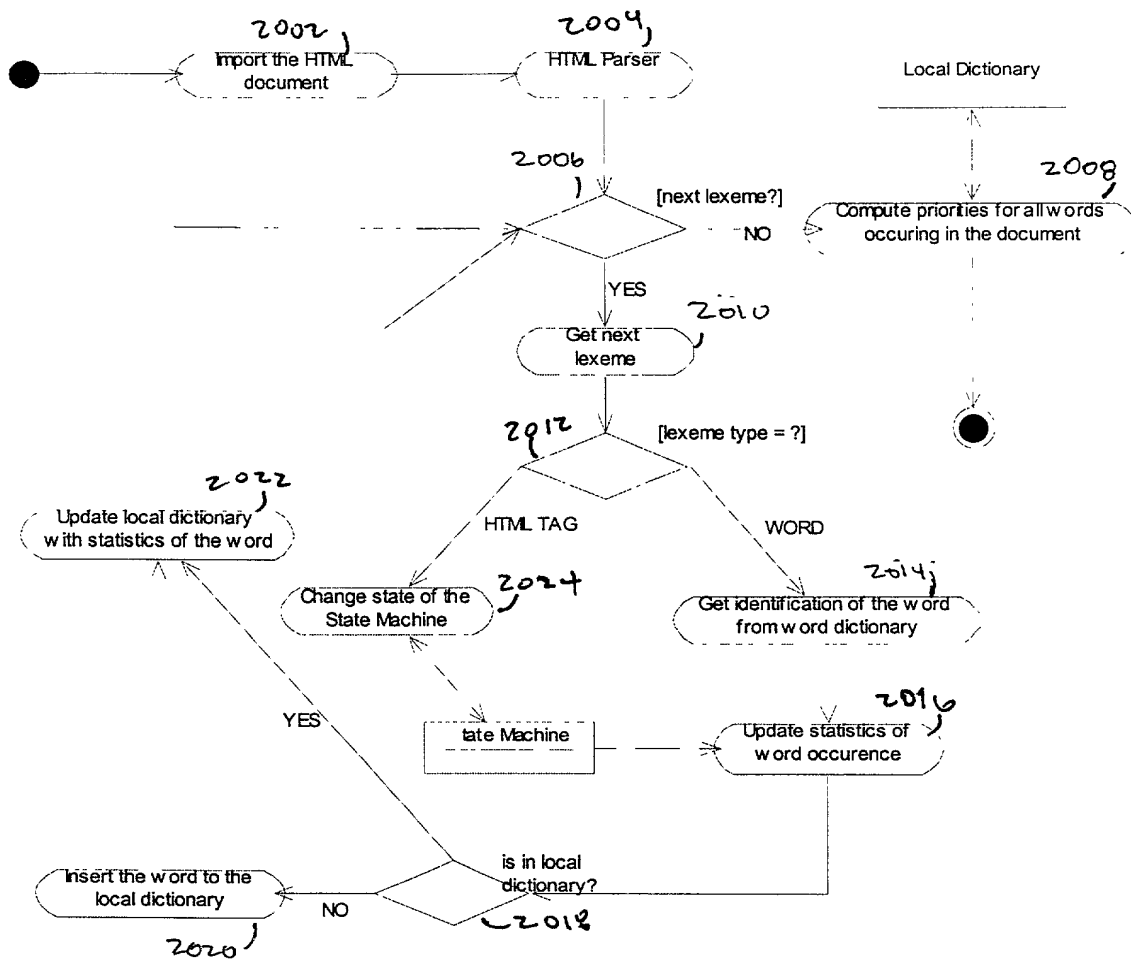 2002
Import the HTML
document
2004
HTML Parser
Local Dictionary
2006
[next lexeme?]
NO
2008
Compute priorities for all words
occuring in the document
YES
2010
Get next
lexeme
2012
[lexeme type = ?]
2022
Update local dictionary
with statistics of the word
HTML TAG
WORD
2024
Change state of the
State Machine
2014
Get identification of the word
from word dictionary
YES
tate Machine
2016
Update statistics of
word occurence
is in local
dictionary?
Insert the word to the
local dictionary
NO
2018
2020